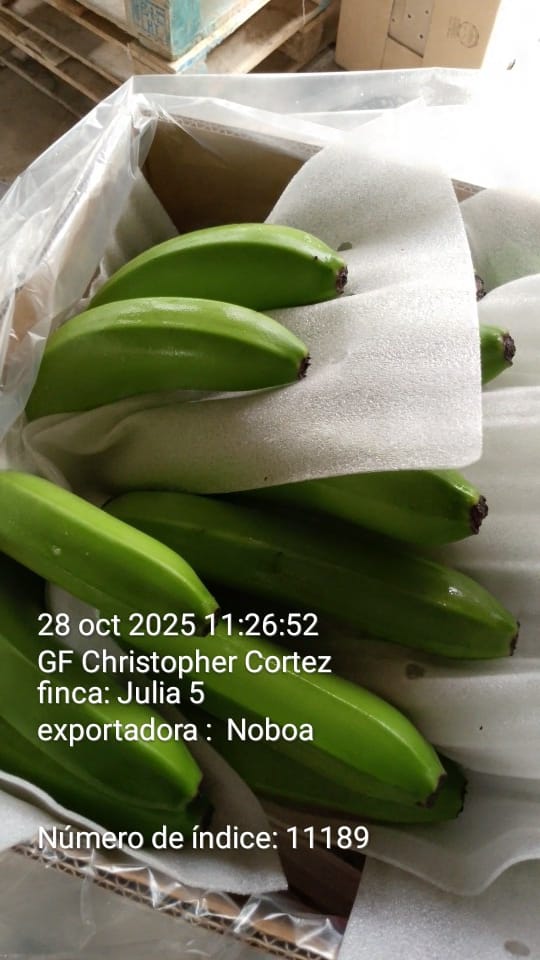 28 oct 2025 11:26:52
GF Christopher Cortez
finca: Julia 5
exportadora :  Noboa
Número de índice: 11189